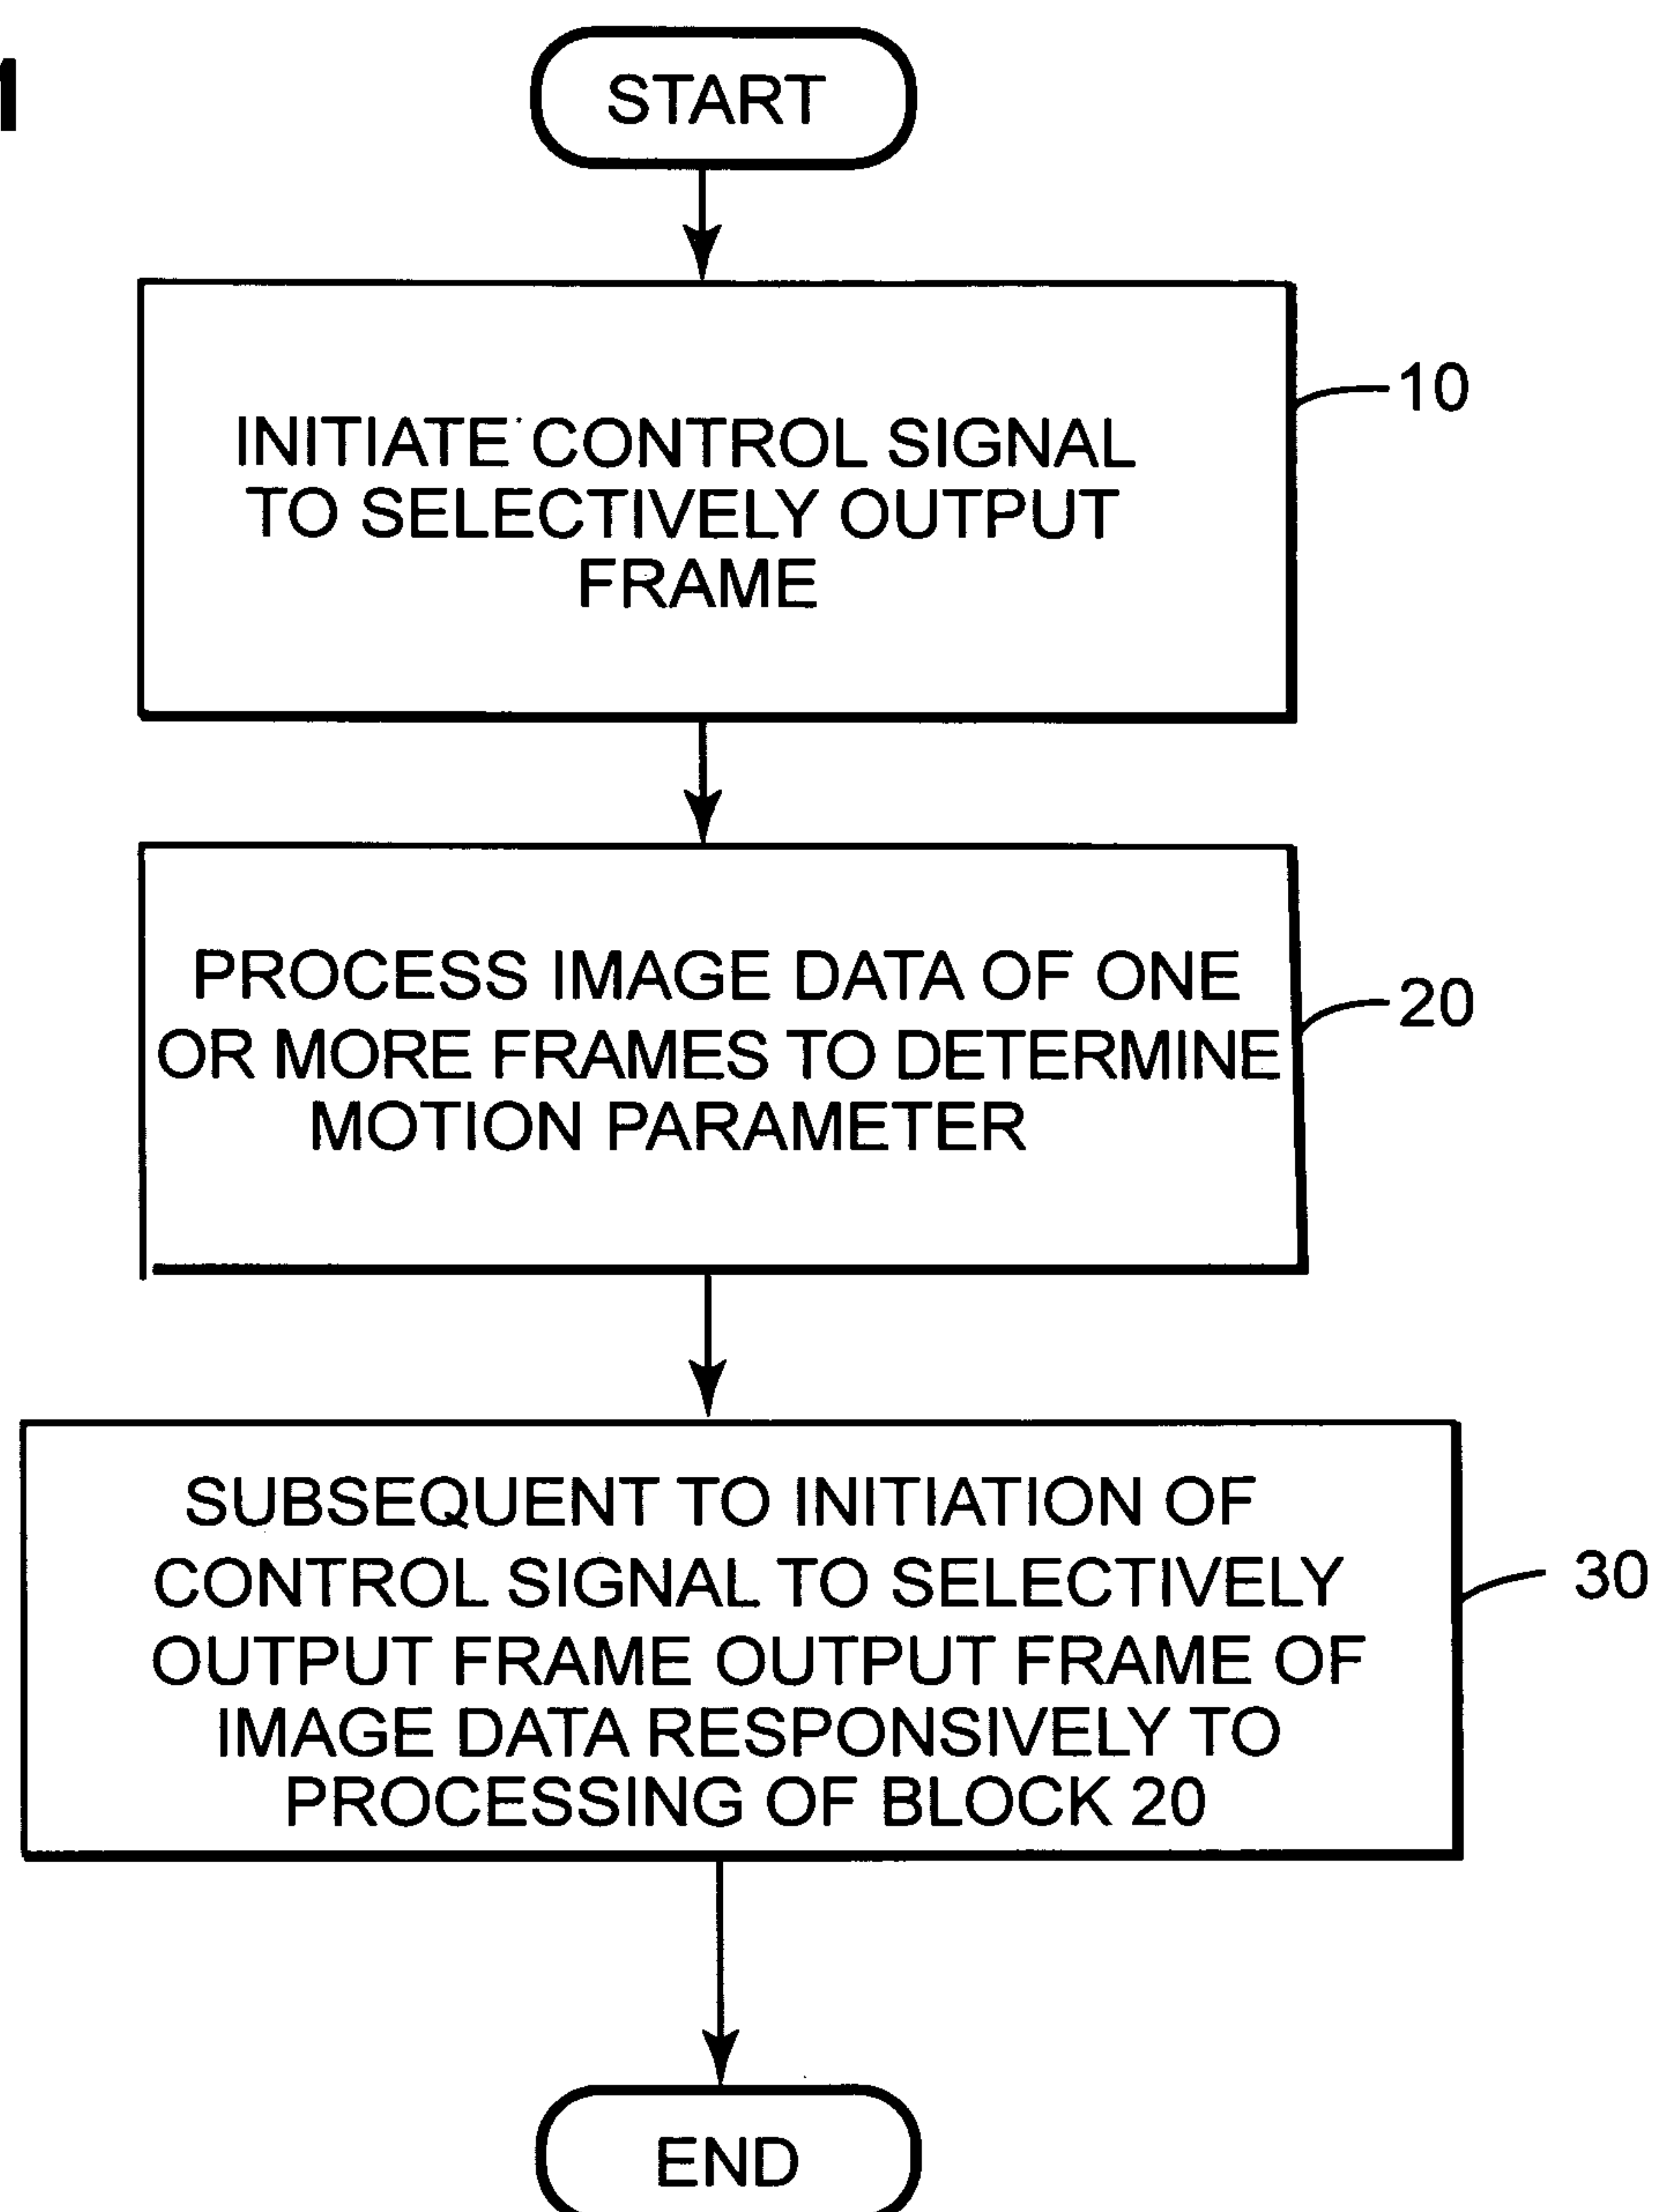 1
START
INITIATE CONTROL SIGNAL
TO SELECTIVELY OUTPUT
FRAME
10
PROCESS IMAGE DATA OF ONE
OR MORE FRAMES TO DETERMINE
MOTION PARAMETER
20
SUBSEQUENT TO INITIATION OF
CONTROL SIGNAL TO SELECTIVELY
OUTPUT FRAME OUTPUT FRAME OF
IMAGE DATA RESPONSIVELY TO
PROCESSING OF BLOCK 20
30
END